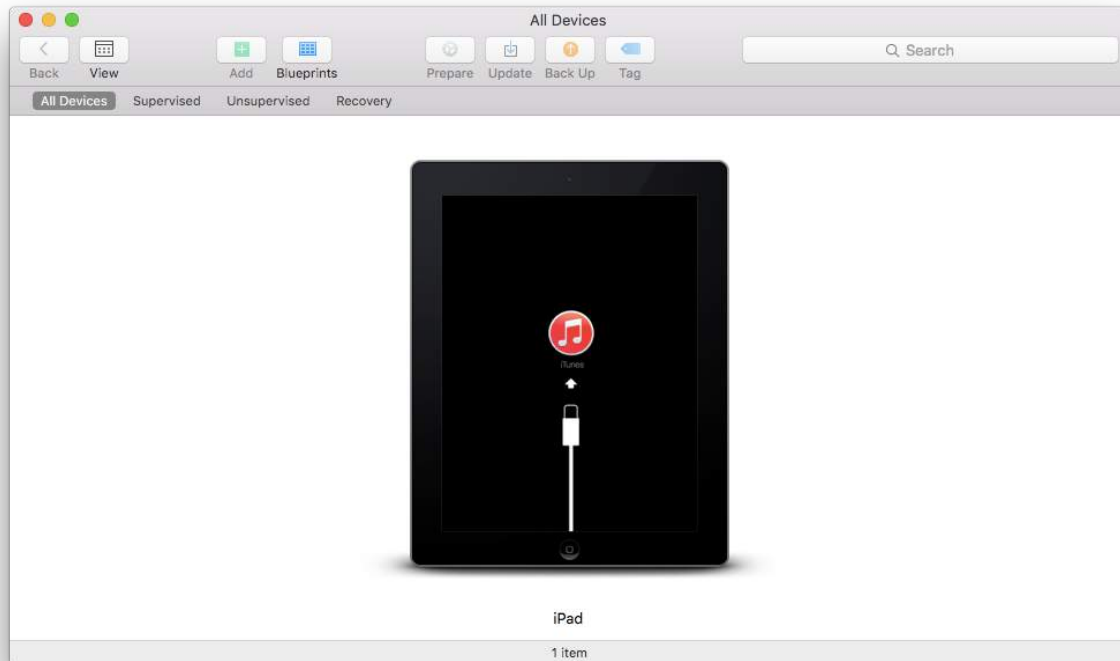 All Devices
Search
Back View Add Blueprints Prepare Update Back Up Tag
All Devices Supervised Unsupervised Recovery
iTunes
iPad
1 item